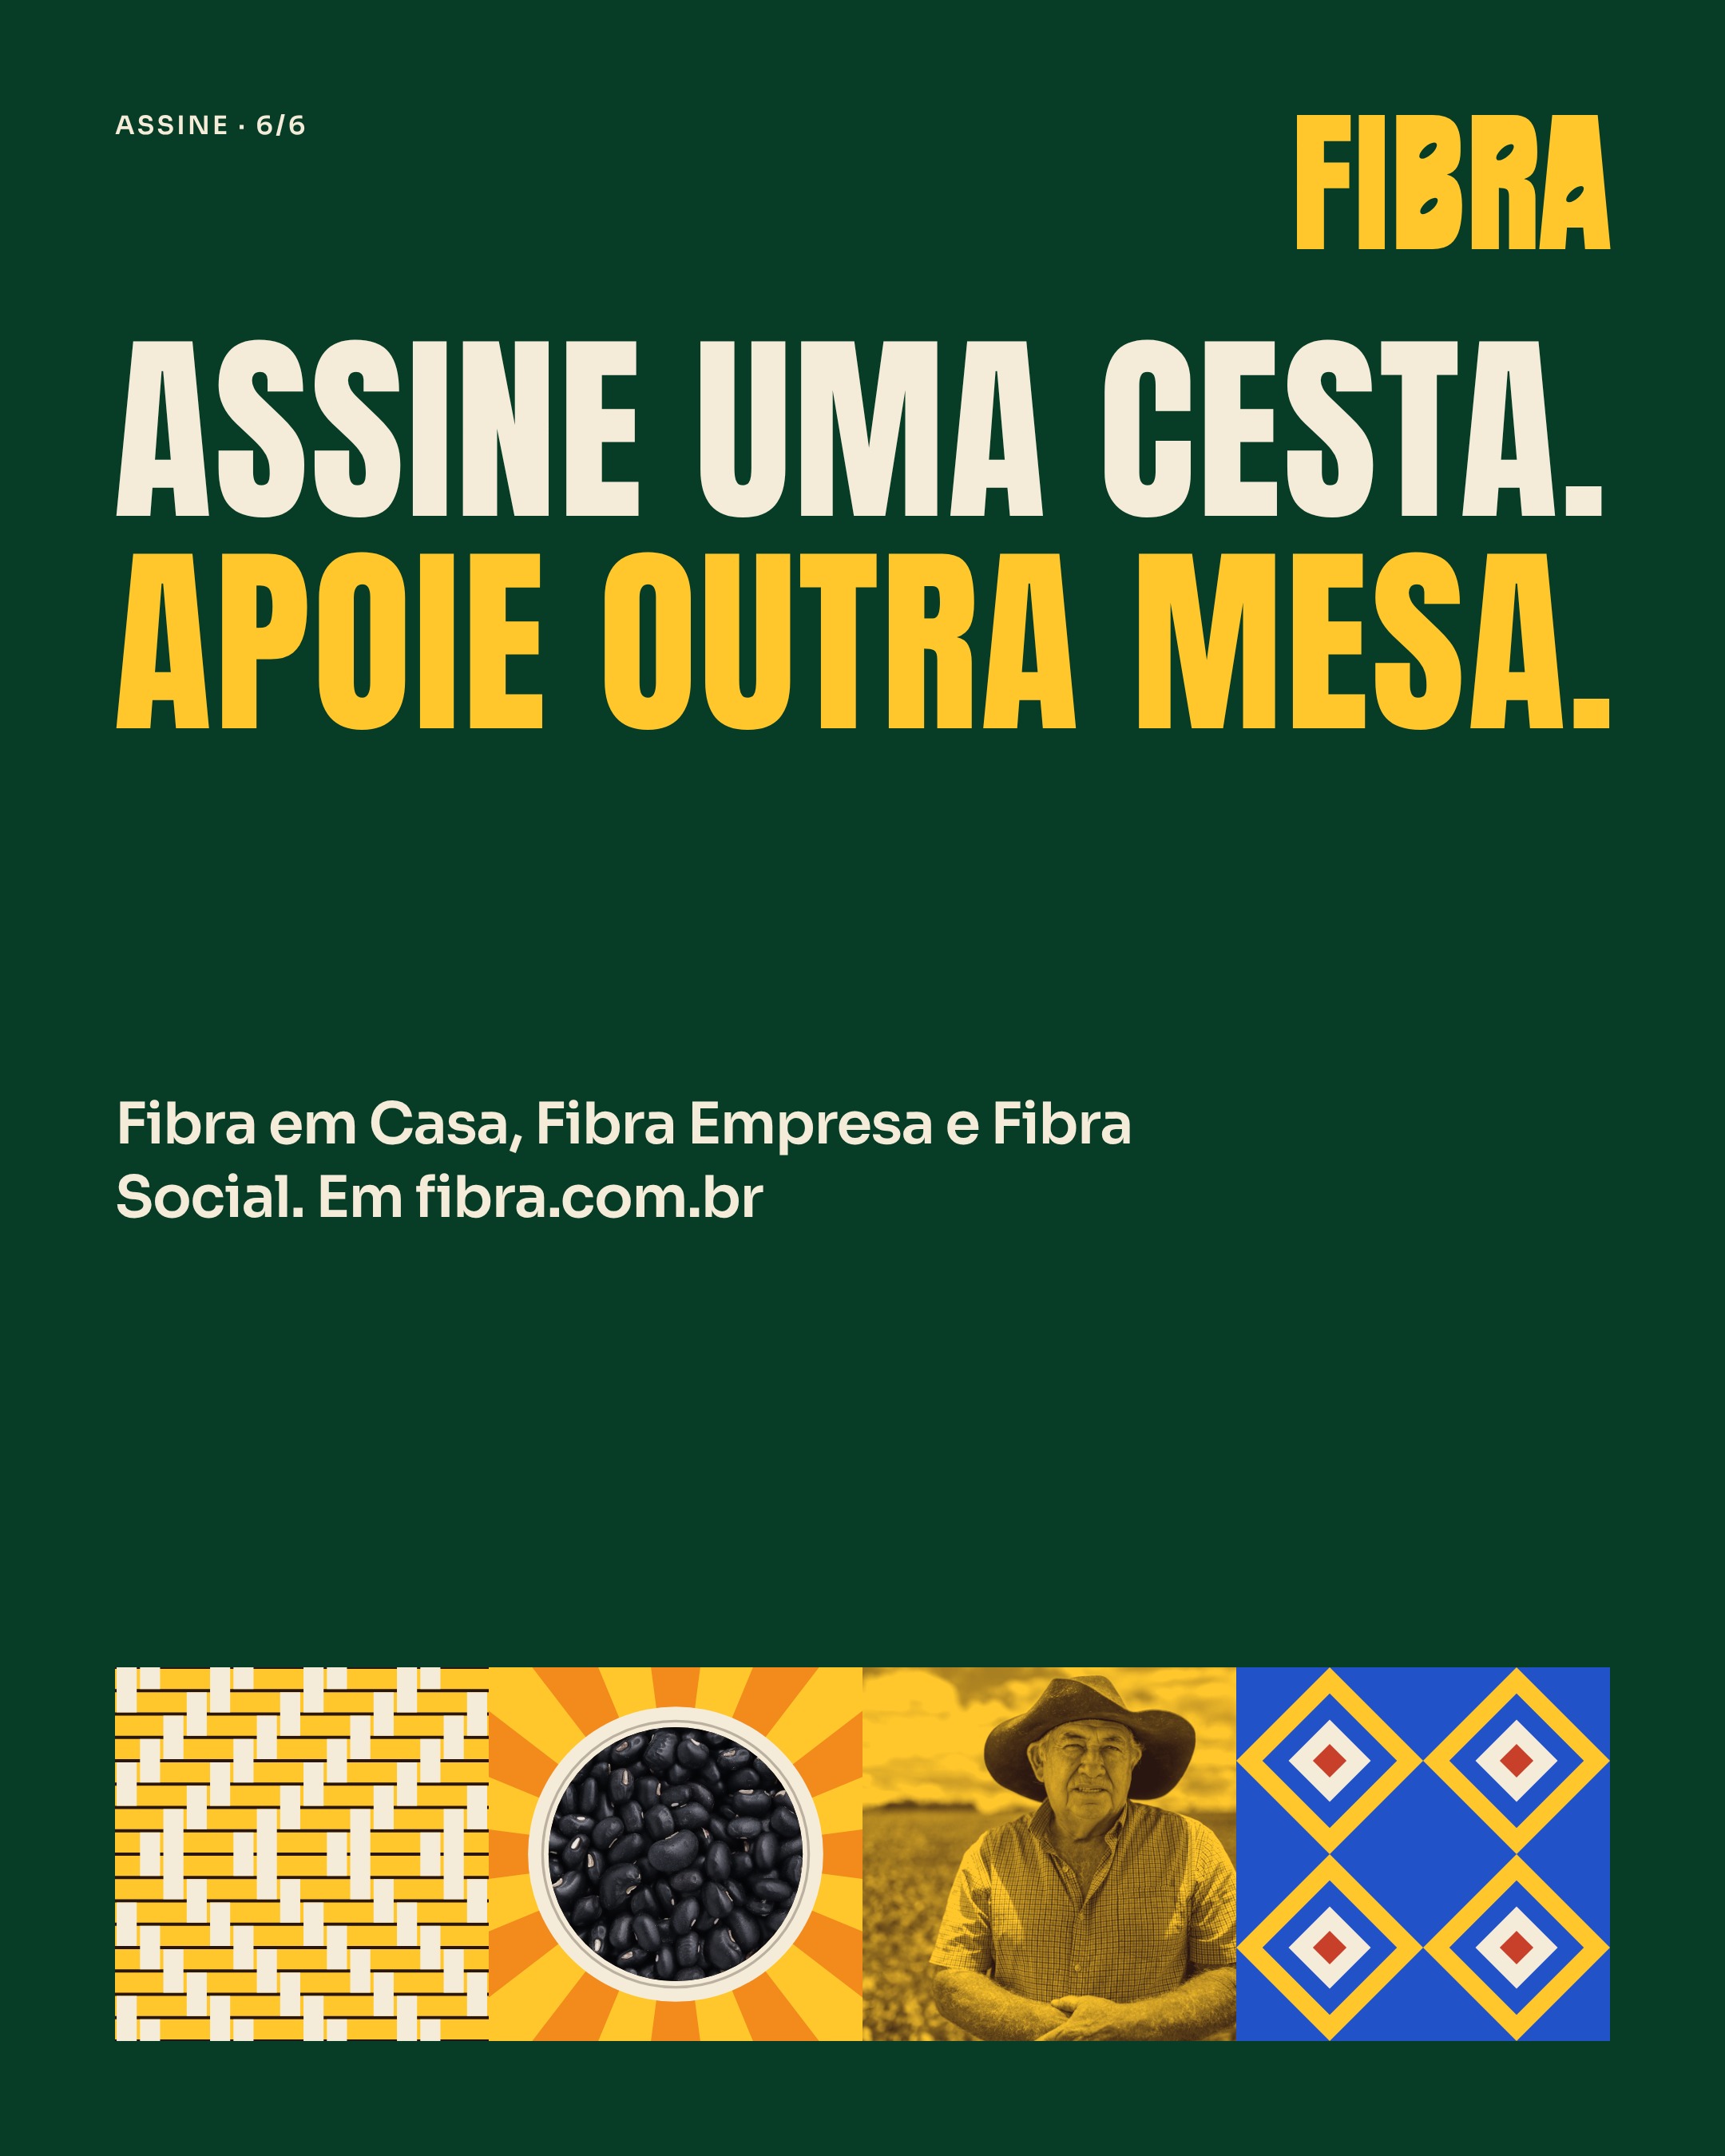 ASSINE · 6/6
FIBRA
ASSINE UMA CESTA.
APOIE OUTRA MESA.
Fibra em Casa, Fibra Empresa e Fibra
Social. Em fibra.com.br